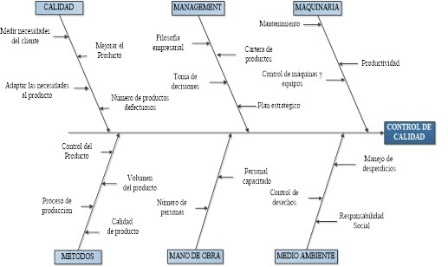 CALIDAD
MANAGEMENT
MAQUINARIA
Medir necesidades
del cliente
Mejorar el
Producto
Adaptar las necesidades
al producto
Numero de productos
defectuosos
Filosofia
empresarial
Cartera de
productos
Toma de
decisiones
Plan estrategico
Mantenimiento
Productividad
Control de maquinas y
equipos
CONTROL DE
CALIDAD
Control del
Producto
Volumen
del producto
Proceso de
produccion
Calidad
de producto
Personal
capacitado
Numero de
personas
Manejo de
desperdicios
Control de
desechos
Responsabilidad
Social
METODOS
MANO DE OBRA
MEDIO AMBIENTE